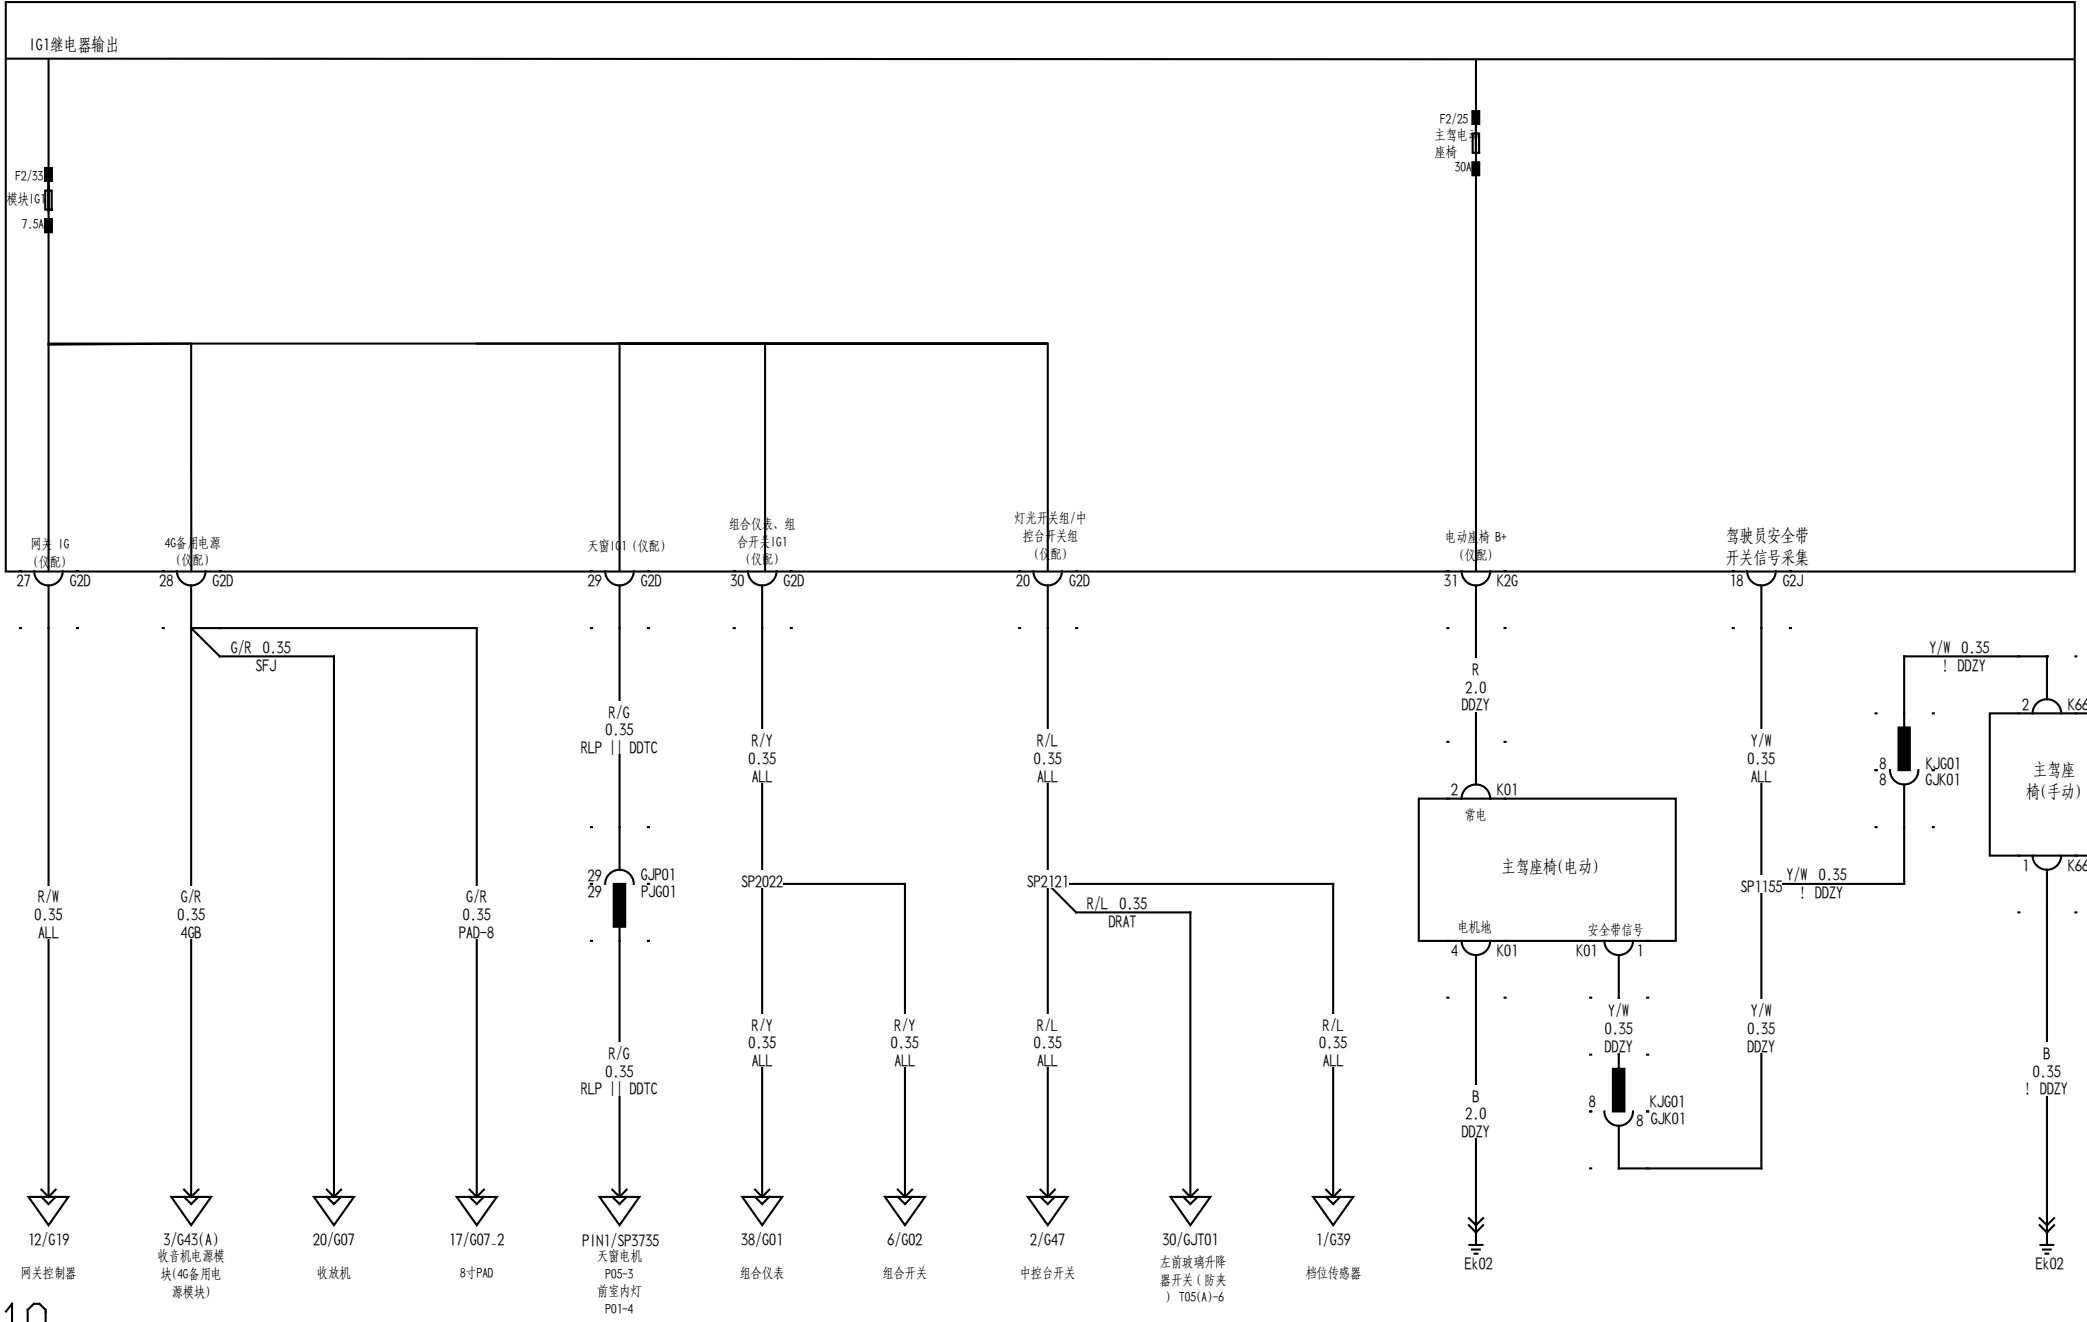 IG1继电器输出
F2/33
模块IG1
7.5A
F2/25
主驾电动
座椅
30A
网关 IG
(仪配)
4G备用电源
(仪配)
天窗IG1 (仪配)
组合仪表、组
合开关IG1
(仪配)
灯光开关组/中
控台开关组
(仪配)
电动座椅 B+
(仪配)
驾驶员安全带
开关信号采集
27 G2D
28 G2D
29 G2D
30 G2D
20 G2D
31 K2G
18 G2J
G/R 0.35
SFJ
Y/W 0.35
! DDZY
R
2.0
DDZY
R/G
0.35
RLP || DDTC
R/Y
0.35
ALL
R/L
0.35
ALL
Y/W
0.35
ALL
2 K66
8 KJG01
8 GJK01
主驾座
椅(手动)
1 K66
2 K01
常电
主驾座椅(电动)
电机地
安全带信号
4 K01
K01 1
29 GJP01
29 PJG01
SP2022
SP2121
SP1155
Y/W 0.35
! DDZY
R/W
0.35
ALL
G/R
0.35
4GB
G/R
0.35
PAD-8
R/L 0.35
DRAT
R/G
0.35
RLP || DDTC
R/Y
0.35
ALL
R/Y
0.35
ALL
R/L
0.35
ALL
R/L
0.35
ALL
Y/W
0.35
DDZY
Y/W
0.35
DDZY
B
0.35
! DDZY
B
2.0
DDZY
8 KJG01
8 GJK01
12/G19
网关控制器
3/G43(A)
收音机电源模
块(4G备用电
源模块)
20/G07
收放机
17/G07_2
8寸PAD
PIN1/SP3735
天窗电机
P05-3
前室内灯
P01-4
38/G01
组合仪表
6/G02
组合开关
2/G47
中控台开关
30/GJT01
左前玻璃升降
器开关 ( 防夹
) T05(A)-6
1/G39
档位传感器
Ek02
Ek02